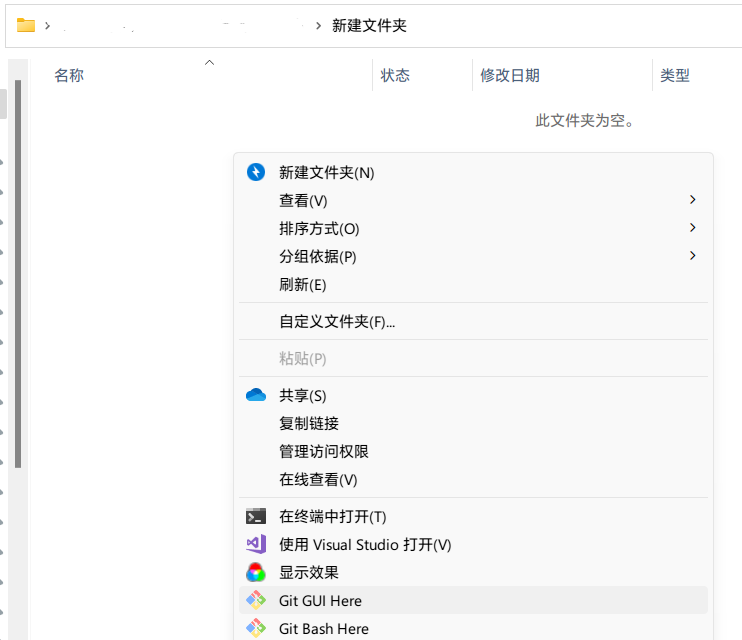 新建文件夹
名称 状态 修改日期 类型
此文件夹为空。
新建文件夹(N)
查看(V)
排序方式(O)
分组依据(P)
刷新(E)
自定义文件夹(F)...
粘贴(P)
共享(S)
复制链接
管理访问权限
在线查看(V)
在终端中打开(T)
使用 Visual Studio 打开(V)
显示效果
Git GUI Here
Git Bash Here